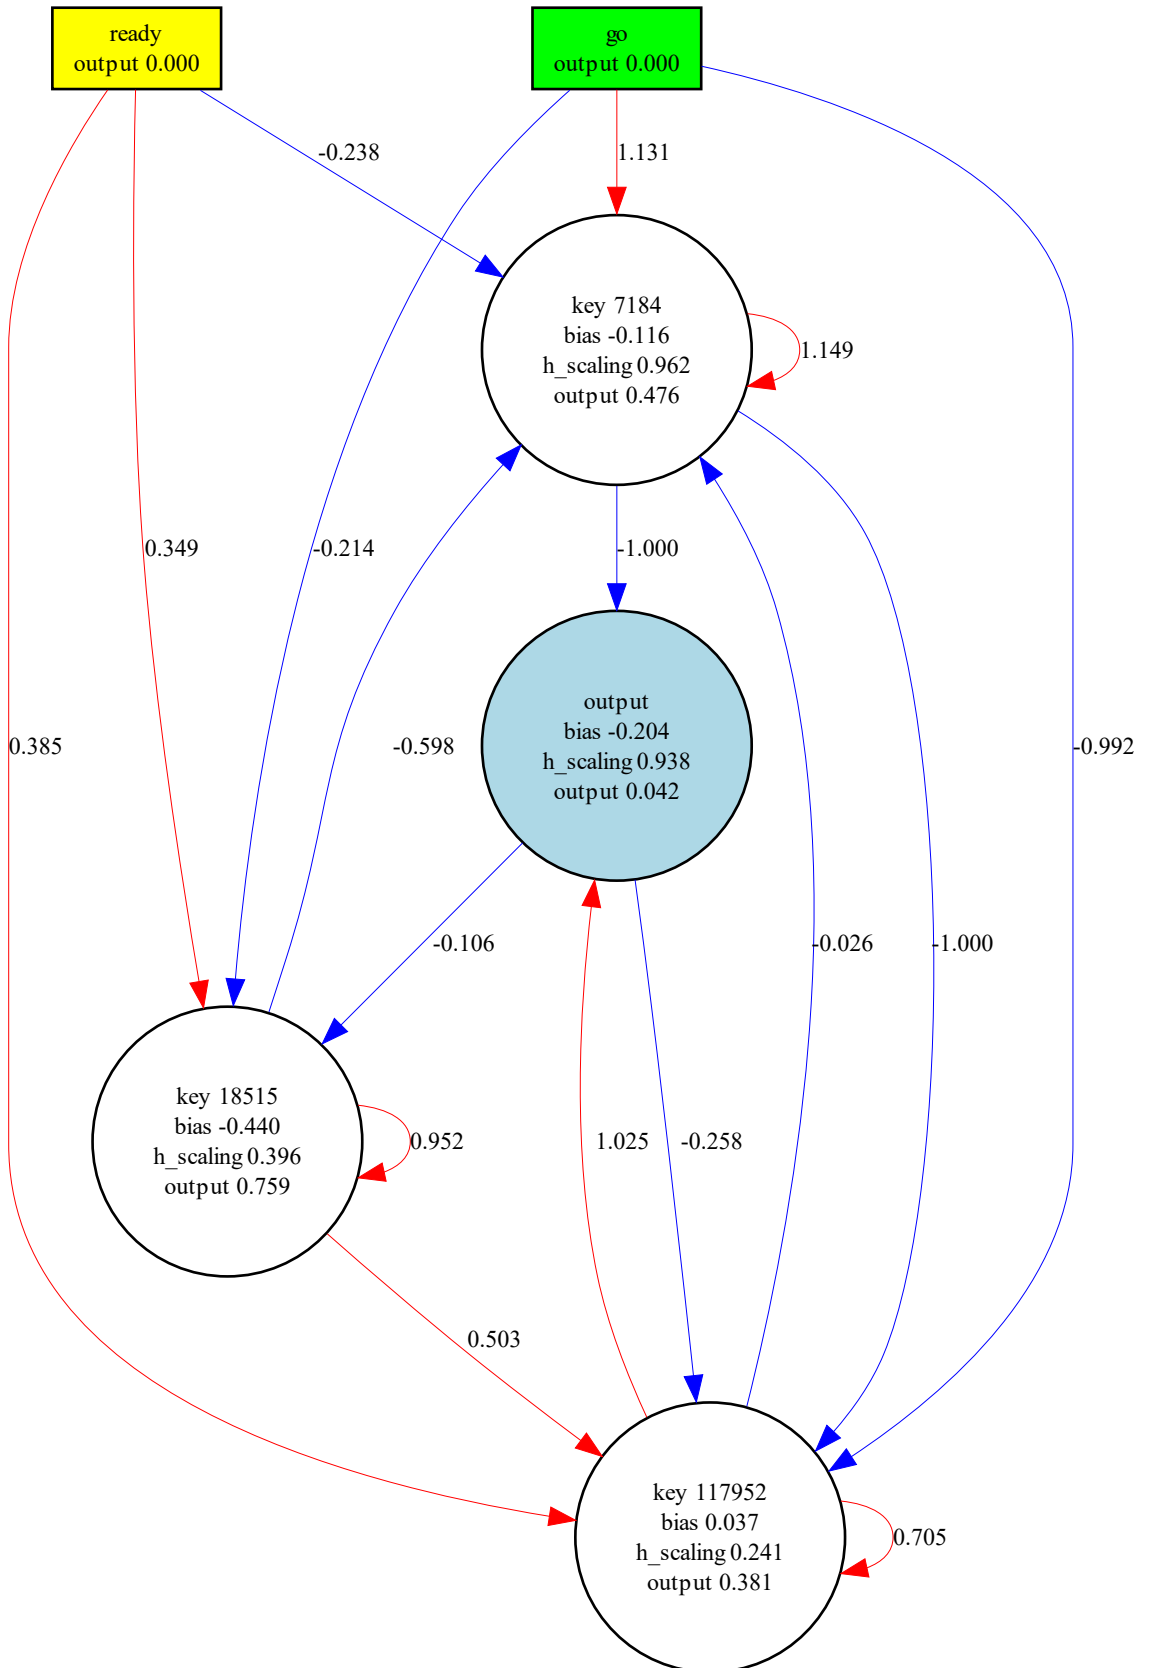 ready
output 0.000
go
output 0.000
-0.238
1.131
key 7184
bias -0.116
h_scaling 0.962
output 0.476
1.149
0.349
-0.214
-1.000
output
bias -0.204
h_scaling 0.938
output 0.042
0.385
-0.598
-0.992
-0.106
-0.026
-1.000
key 18515
bias -0.440
h_scaling 0.396
output 0.759
0.952
1.025
-0.258
0.503
key 117952
bias 0.037
h_scaling 0.241
output 0.381
0.705